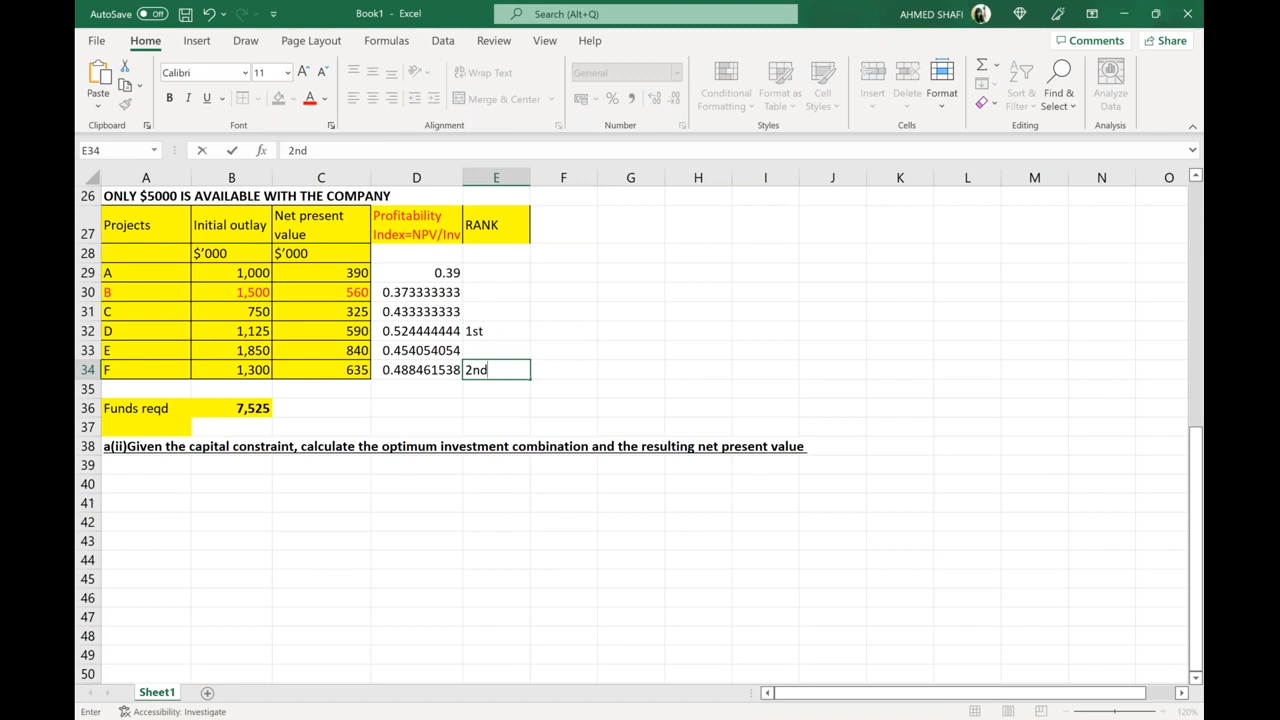 AutoSave Off Book1 - Excel Search (Alt+Q) AHMED SHAFI
File Home Insert Draw Page Layout Formulas Data Review View Help Comments Share
Paste Calibri 11 B I U Wrap Text Merge & Center General Conditional Formatting Format as Table Cell Styles Insert Delete Format Sort & Filter Find & Select Analyze Data
Clipboard Font Alignment Number Styles Cells Editing Analysis
E34 fx 2nd
A B C D E F G H I J K L M N O
26 ONLY $5000 IS AVAILABLE WITH THE COMPANY
27 Projects Initial outlay Net present value Profitability Index=NPV/Inv RANK
28 $'000 $'000
29 A 1,000 390 0.39
30 B 1,500 560 0.373333333
31 C 750 325 0.433333333
32 D 1,125 590 0.524444444 1st
33 E 1,850 840 0.454054054
34 F 1,300 635 0.488461538 2nd
35
36 Funds reqd 7,525
37
38 a(ii)Given the capital constraint, calculate the optimum investment combination and the resulting net present value
39
40
41
42
43
44
45
46
47
48
49
50
Sheet1
Enter Accessibility: Investigate 120%